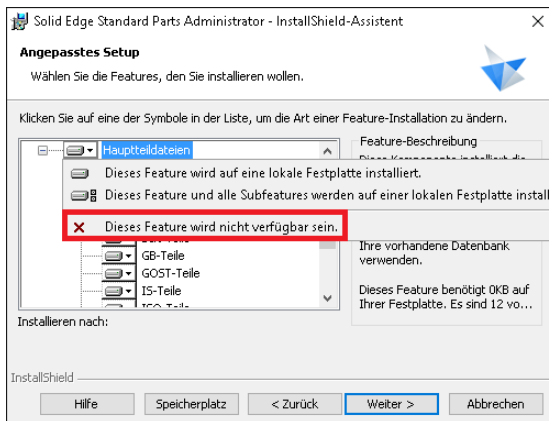 Solid Edge Standard Parts Administrator - InstallShield-Assistent
Angepasstes Setup
Wählen Sie die Features, den Sie installieren wollen.
Klicken Sie auf eine der Symbole in der Liste, um die Art einer Feature-Installation zu ändern.
Hauptteildateien
Feature-Beschreibung
Dieses Feature wird auf eine lokale Festplatte installiert.
Dieses Feature und alle Subfeatures werden auf einer lokalen Festplatte install
Dieses Feature wird nicht verfügbar sein.
GB-Teile
GOST-Teile
IS-Teile
Ihre vorhandene Datenbank
verwenden.
Dieses Feature benötigt 0KB auf
Ihrer Festplatte. Es sind 12 vo...
Installieren nach:
InstallShield
Hilfe
Speicherplatz
< Zurück
Weiter >
Abbrechen